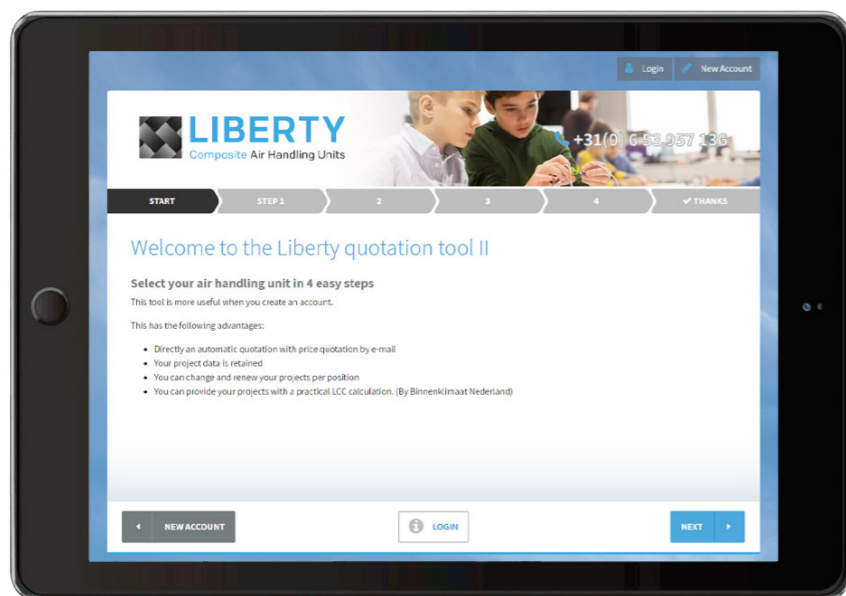 Login
New Account
LIBERTY
Composite Air Handling Units
+31(0) 6 53 957 136
START
STEP 1
2
3
4
THANKS
Welcome to the Liberty quotation tool II
Select your air handling unit in 4 easy steps
This tool is more useful when you create an account.
This has the following advantages:
• Directly an automatic quotation with price quotation by e-mail
• Your project data is retained
• You can change and renew your projects per position
• You can provide your projects with a practical LCC calculation. (By Binnenklimaat Nederland)
NEW ACCOUNT
LOGIN
NEXT